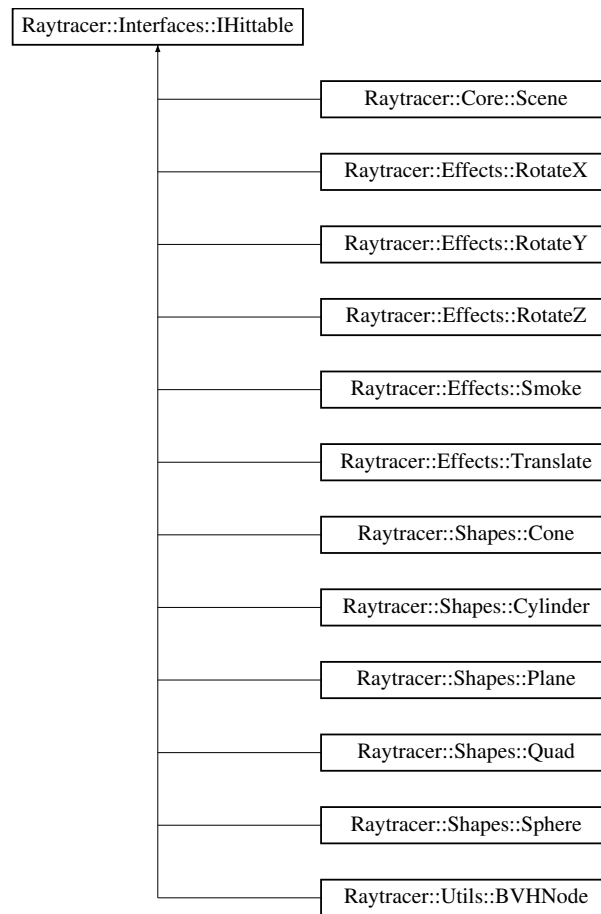 Raytracer::Interfaces::IHittable
Raytracer::Core::Scene
Raytracer::Effects::RotateX
Raytracer::Effects::RotateY
Raytracer::Effects::RotateZ
Raytracer::Effects::Smoke
Raytracer::Effects::Translate
Raytracer::Shapes::Cone
Raytracer::Shapes::Cylinder
Raytracer::Shapes::Plane
Raytracer::Shapes::Quad
Raytracer::Shapes::Sphere
Raytracer::Utils::BVHNode